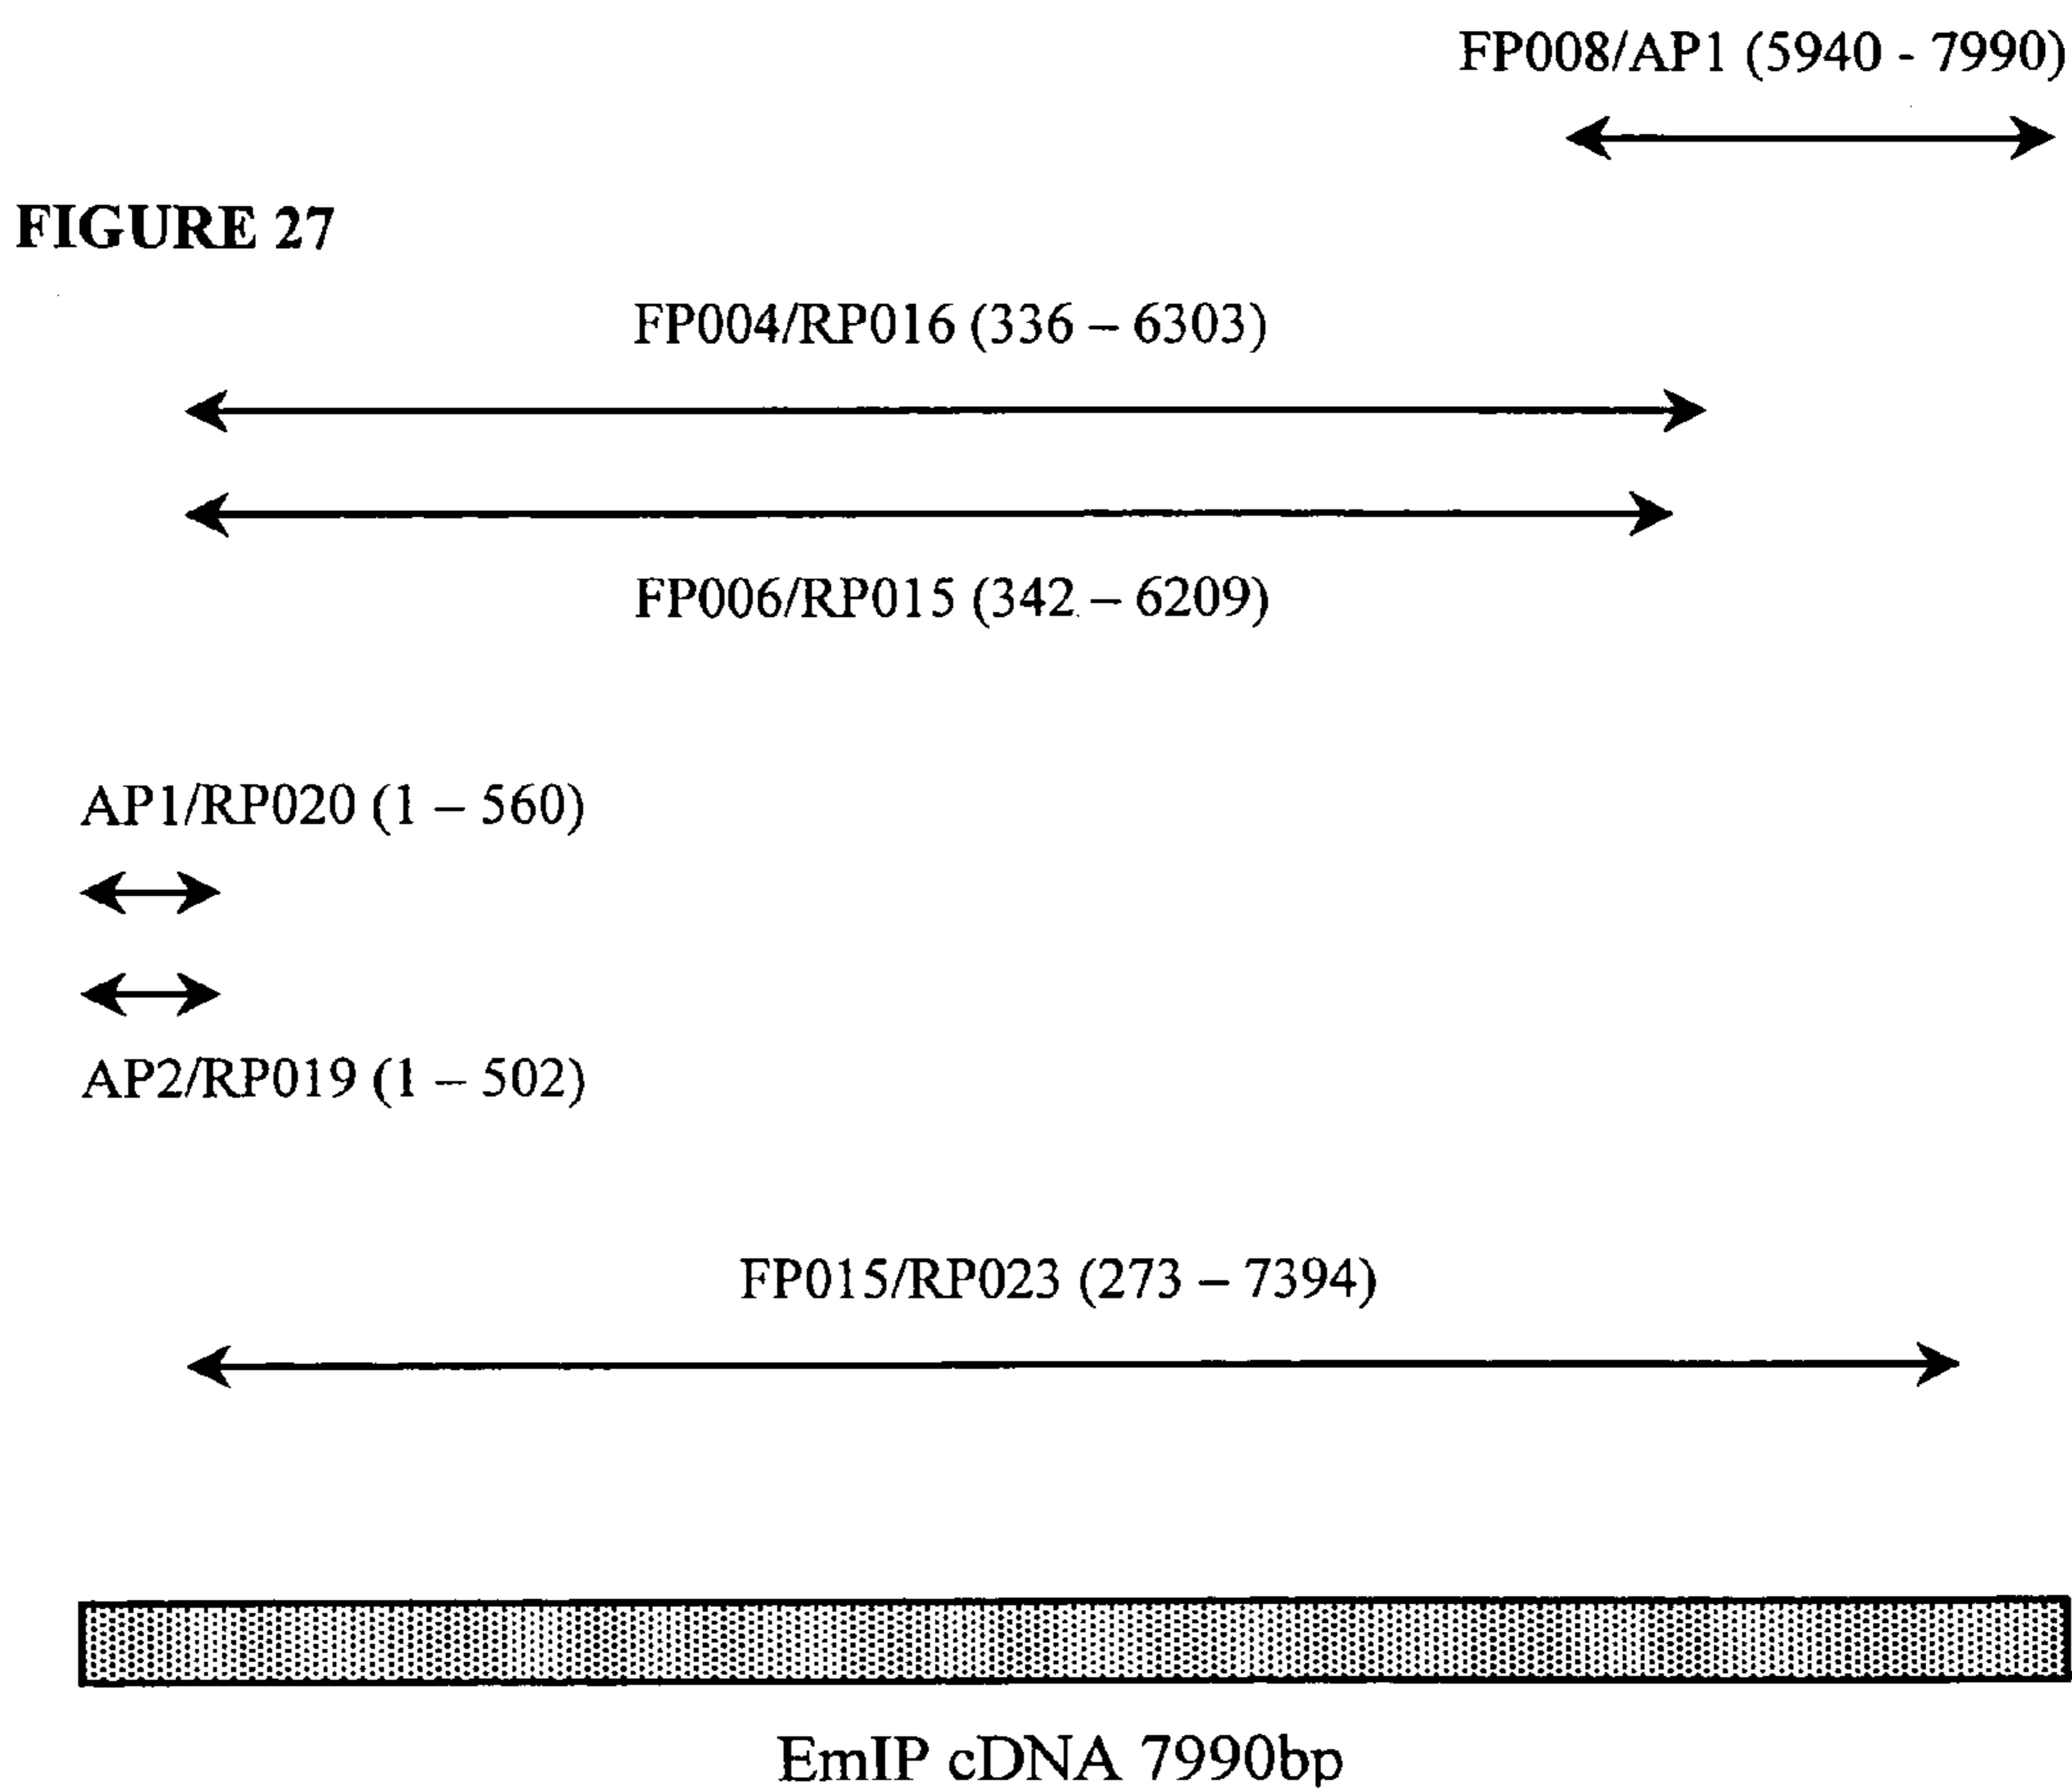 FP008/AP1 (5940 - 7990)
FIGURE 27
FP004/RP016 (336 – 6303)
FP006/RP015 (342 – 6209)
AP1/RP020 (1 – 560)
AP2/RP019 (1 – 502)
FP015/RP023 (273 – 7394)
EmIP cDNA 7990bp